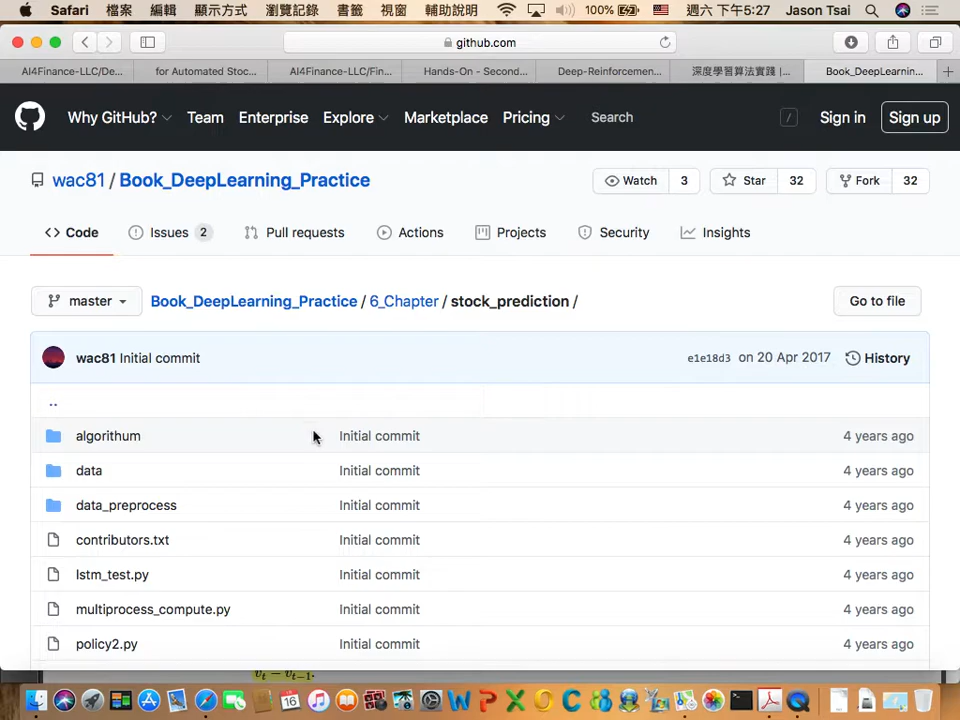 Safari 檔案 編輯 顯示方式 瀏覽記錄 書籤 視窗 輔助說明 100% 週六 下午5:27 Jason Tsai
github.com
AI4Finance-LLC/De... for Automated Stoc... AI4Finance-LLC/Fin... Hands-On - Second... Deep-Reinforcemen... 深度學習算法實踐 |... Book_DeepLearnin...
Why GitHub? Team Enterprise Explore Marketplace Pricing Search / Sign in Sign up
wac81 / Book_DeepLearning_Practice Watch 3 Star 32 Fork 32
Code Issues 2 Pull requests Actions Projects Security Insights
master Book_DeepLearning_Practice / 6_Chapter / stock_prediction / Go to file
wac81 Initial commit e1e18d3 on 20 Apr 2017 History
..
algorithum Initial commit 4 years ago
data Initial commit 4 years ago
data_preprocess Initial commit 4 years ago
contributors.txt Initial commit 4 years ago
lstm_test.py Initial commit 4 years ago
multiprocess_compute.py Initial commit 4 years ago
policy2.py Initial commit 4 years ago